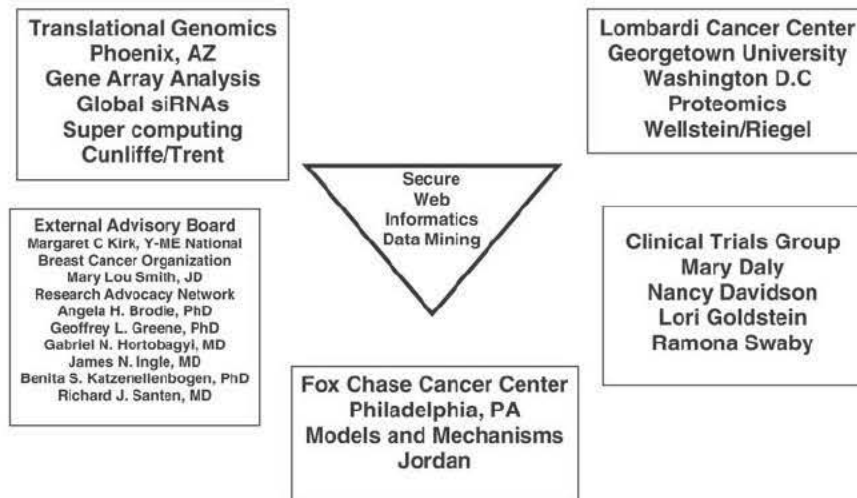 Translational Genomics
Phoenix, AZ
Gene Array Analysis
Global siRNAs
Super computing
Cunliffe/Trent
Lombardi Cancer Center
Georgetown University
Washington D.C
Proteomics
Wellstein/Riegel
Secure
Web
Informatics
Data Mining
External Advisory Board
Margaret C Kirk, Y-ME National
Breast Cancer Organization
Mary Lou Smith, JD
Research Advocacy Network
Angela H. Brodie, PhD
Geoffrey L. Greene, PhD
Gabriel N. Hortobagyi, MD
James N. Ingle, MD
Benita S. Katzenellenbogen, PhD
Richard J. Santen, MD
Clinical Trials Group
Mary Daly
Nancy Davidson
Lori Goldstein
Ramona Swaby
Fox Chase Cancer Center
Philadelphia, PA
Models and Mechanisms
Jordan